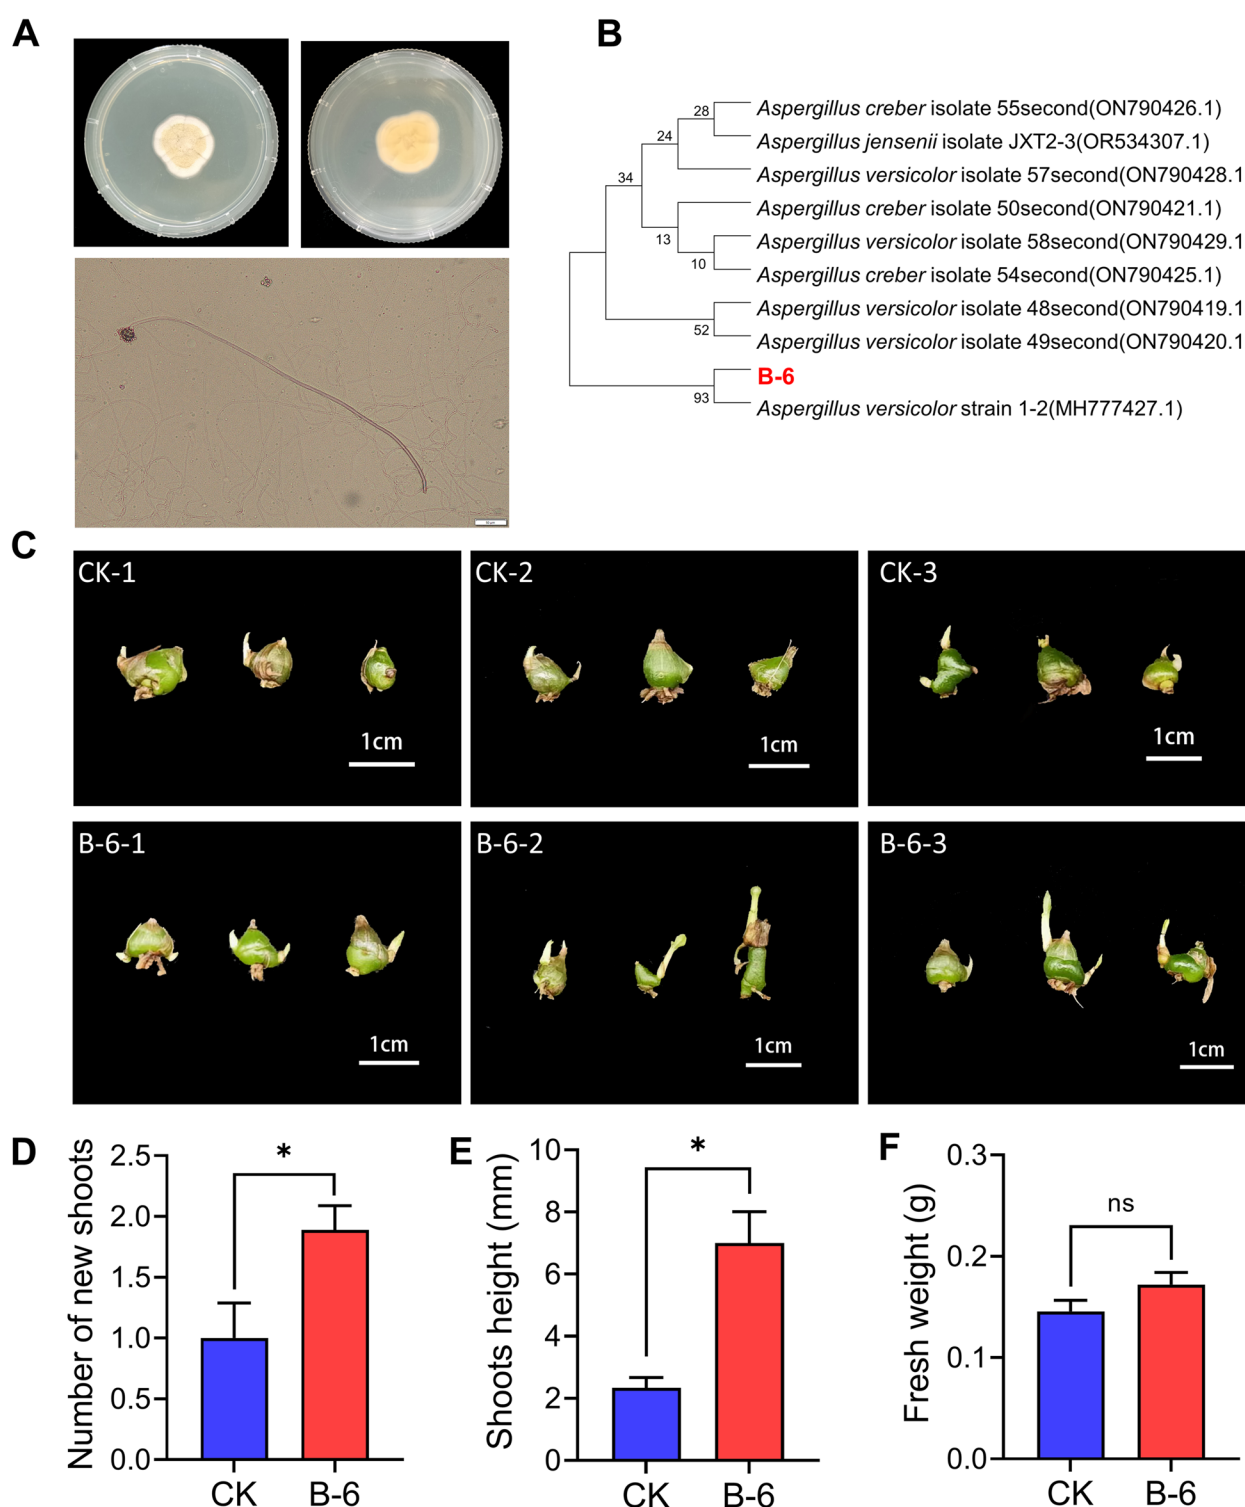 A
B
28
24
34
13
10
52
93
Aspergillus creber isolate 55second(ON790426.1)
Aspergillus jensenii isolate JXT2-3(OR534307.1)
Aspergillus versicolor isolate 57second(ON790428.1
Aspergillus creber isolate 50second(ON790421.1)
Aspergillus versicolor isolate 58second(ON790429.1
Aspergillus creber isolate 54second(ON790425.1)
Aspergillus versicolor isolate 48second(ON790419.1
Aspergillus versicolor isolate 49second(ON790420.1
B-6
Aspergillus versicolor strain 1-2(MH777427.1)
C
CK-1
1cm
CK-2
1cm
CK-3
1cm
B-6-1
1cm
B-6-2
1cm
B-6-3
1cm
D
Number of new shoots
2.5
2.0
1.5
1.0
0.5
0.0
*
CK
B-6
E
Shoots height (mm)
10
8
6
4
2
0
*
CK
B-6
F
Fresh weight (g)
0.3
0.2
0.1
0.0
ns
CK
B-6